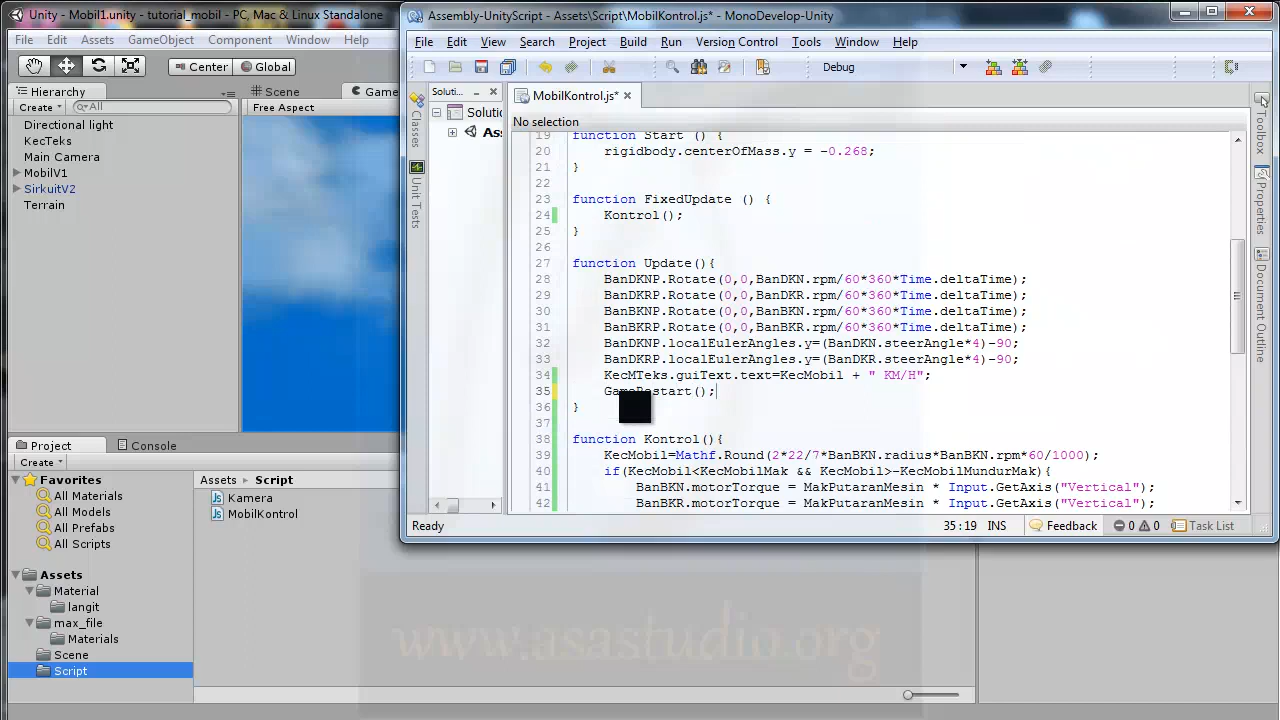 Unity - Mobil1.unity - tutorial_mobil - PC, Mac & Linux Standalone
File Edit Assets GameObject Component Window Help
Center Global
Hierarchy
Create All
Directional light
KecTeks
Main Camera
MobilV1
SirkuitV2
Terrain
Scene Game
Free Aspect
Assembly-UnityScript - Assets\Script\MobilKontrol.js* - MonoDevelop-Unity
File Edit View Search Project Build Run Version Control Tools Window Help
Debug
Classes
Unit Tests
Soluti..
Solutio
As
MobilKontrol.js*
No selection
19 function Start () {
20 rigidbody.centerOfMass.y = -0.268;
21 }
22
23 function FixedUpdate () {
24 Kontrol();
25 }
26
27 function Update(){
28 BanDKNP.Rotate(0,0,BanDKN.rpm/60*360*Time.deltaTime);
29 BanDKRP.Rotate(0,0,BanDKR.rpm/60*360*Time.deltaTime);
30 BanBKNP.Rotate(0,0,BanBKN.rpm/60*360*Time.deltaTime);
31 BanBKRP.Rotate(0,0,BanBKR.rpm/60*360*Time.deltaTime);
32 BanDKNP.localEulerAngles.y=(BanDKN.steerAngle*4)-90;
33 BanDKRP.localEulerAngles.y=(BanDKR.steerAngle*4)-90;
34 KecMTeks.guiText.text=KecMobil + " KM/H";
35 GameRestart();
36 }
37
38 function Kontrol(){
39 KecMobil=Mathf.Round(2*22/7*BanBKN.radius*BanBKN.rpm*60/1000);
40 if(KecMobil<KecMobilMak && KecMobil>-KecMobilMundurMak){
41 BanBKN.motorTorque = MakPutaranMesin * Input.GetAxis("Vertical");
42 BanBKR.motorTorque = MakPutaranMesin * Input.GetAxis("Vertical");
Toolbox
Properties
Document Outline
Ready 35:19 INS Feedback 0 0 Task List
Project Console
Create
Favorites
All Materials
All Models
All Prefabs
All Scripts
Assets
Material
langit
max_file
Materials
Scene
Script
Assets Script
Kamera
MobilKontrol
www.asastudio.org